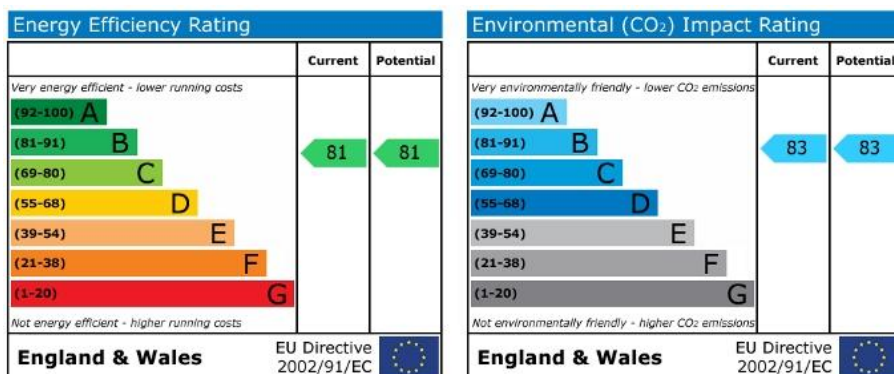 Energy Efficiency Rating
Current Potential
Very energy efficient - lower running costs
(92-100) A
(81-91) B
81 81
(69-80) C
(55-68) D
(39-54) E
(21-38) F
(1-20) G
Not energy efficient - higher running costs
England & Wales
EU Directive
2002/91/EC
Environmental (CO₂) Impact Rating
Current Potential
Very environmentally friendly - lower CO₂ emissions
(92-100) A
(81-91) B
83 83
(69-80) C
(55-68) D
(39-54) E
(21-38) F
(1-20) G
Not environmentally friendly - higher CO₂ emissions
England & Wales
EU Directive
2002/91/EC